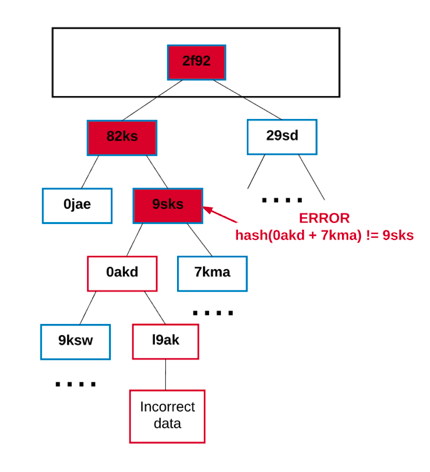 2f92
82ks
29sd
0jae
9sks
....
ERROR
hash(0akd + 7kma) != 9sks
0akd
7kma
....
9ksw
l9ak
....
Incorrect
data